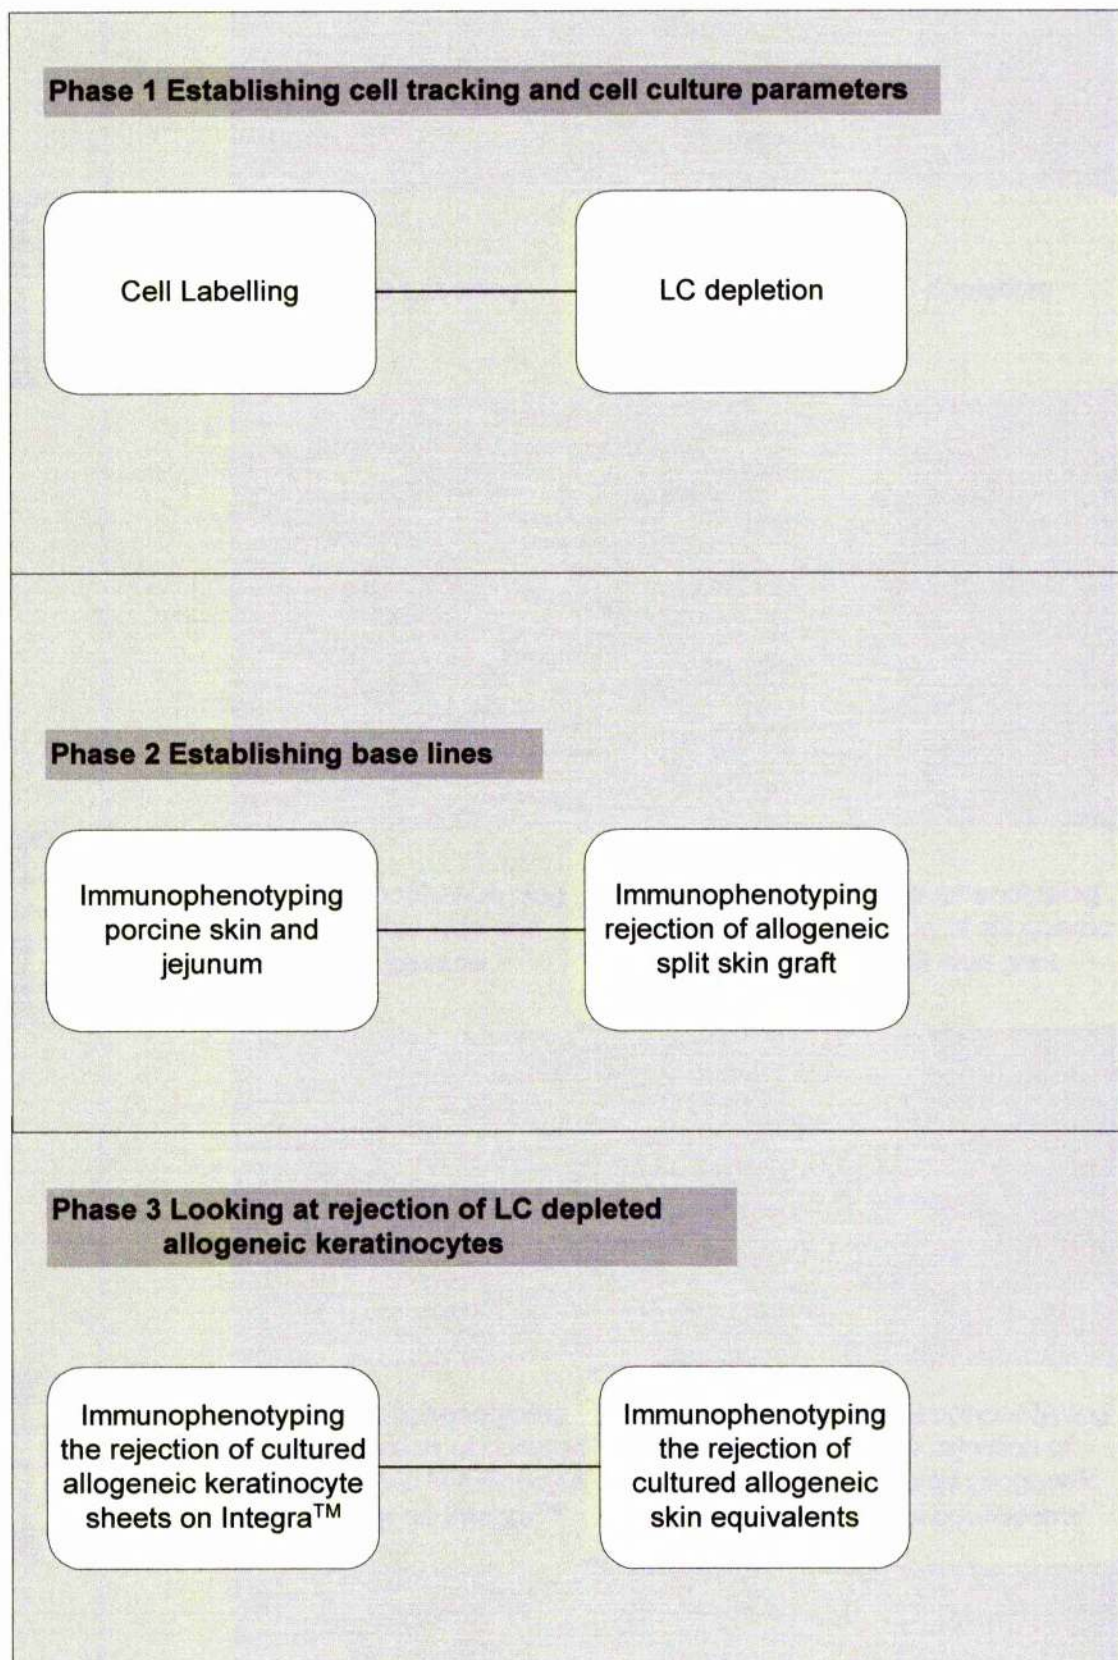 Phase 1 Establishing cell tracking and cell culture parameters
Cell Labelling
LC depletion
Phase 2 Establishing base lines
Immunophenotyping
porcine skin and
jejunum
Immunophenotyping
rejection of allogeneic
split skin graft
Phase 3 Looking at rejection of LC depleted
allogeneic keratinocytes
Immunophenotyping
the rejection of cultured
allogeneic keratinocyte
sheets on Integra™
Immunophenotyping
the rejection of
cultured allogeneic
skin equivalents